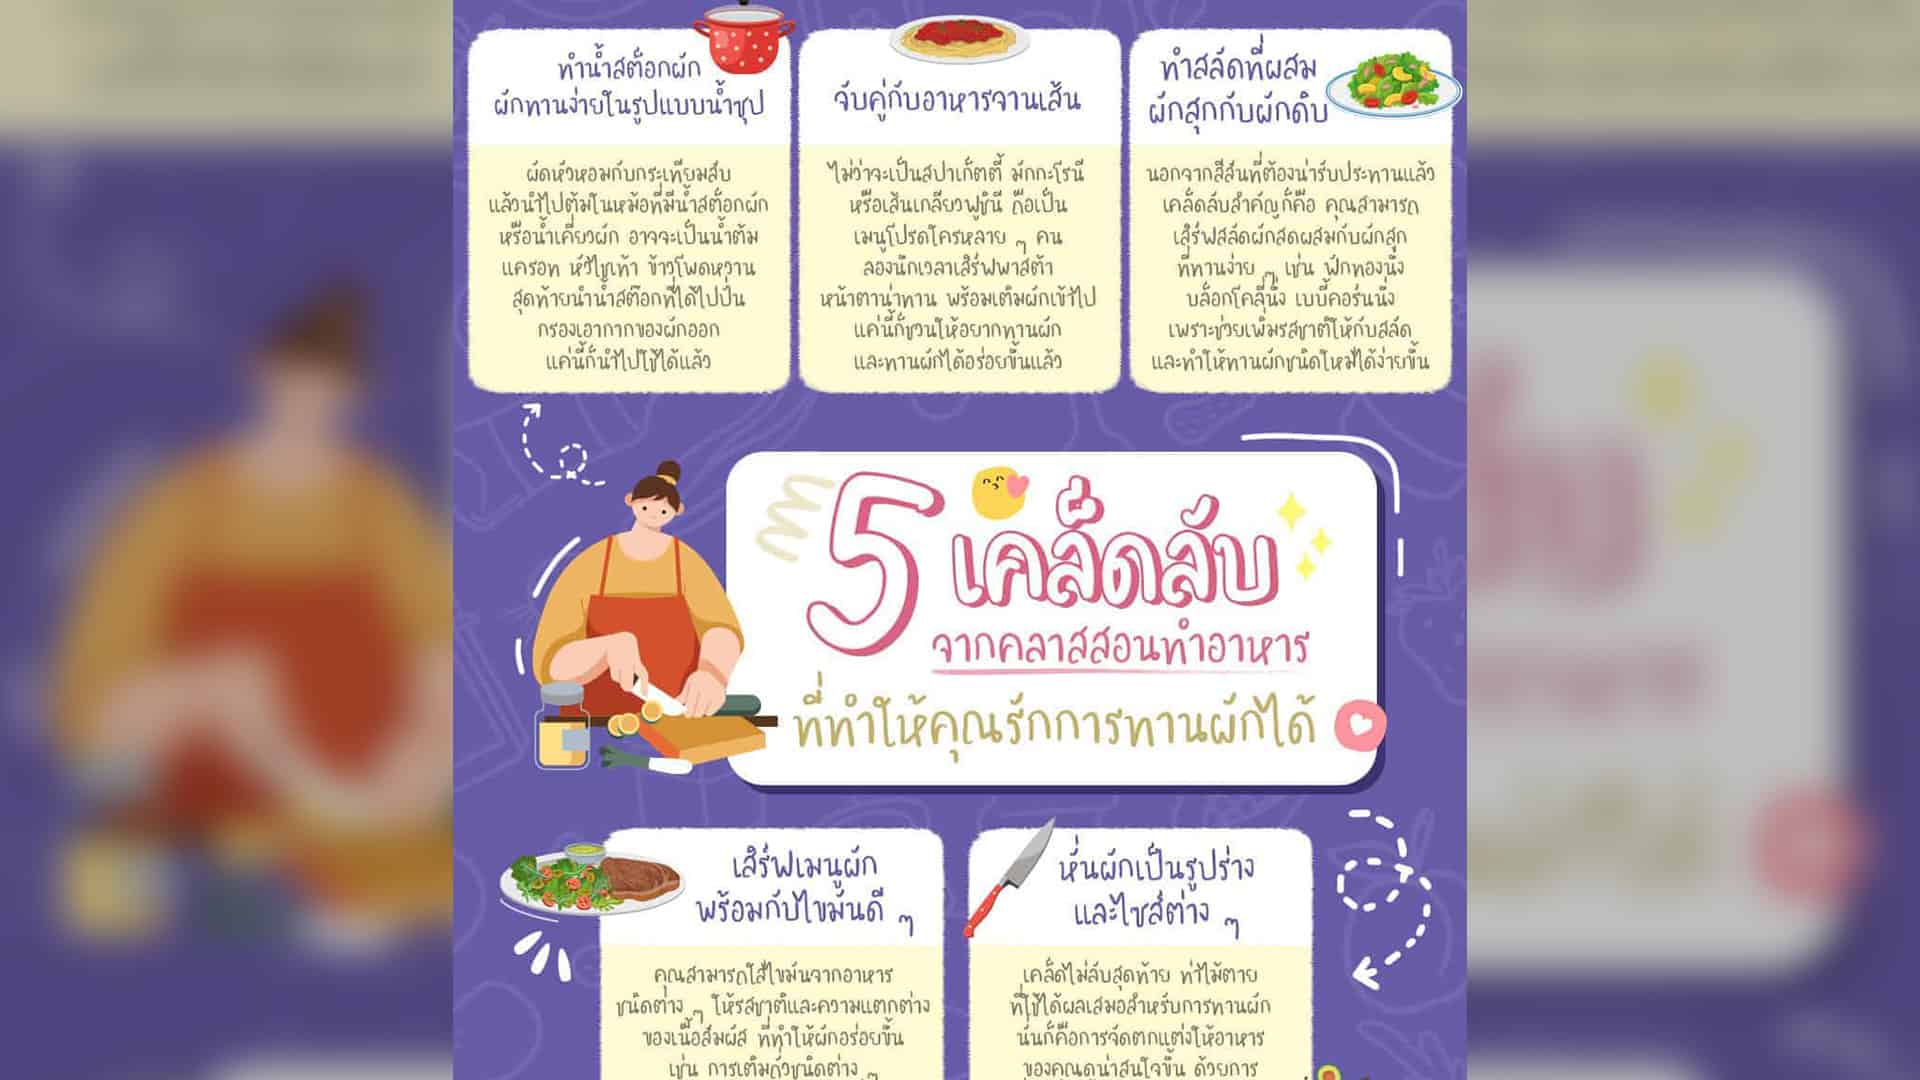 ทำน้ำสต็อกผัก
ผักทานง่ายในรูปแบบน้ำซุป
ผัดหัวหอมกับกระเทียมสับ
แล้วนำไปต้มในหม้อที่มีน้ำสต็อกผัก
หรือน้ำเคี่ยวผัก อาจจะเป็นน้ำต้ม
แครอท หัวไชเท้า ข้าวโพดหวาน
สุดท้ายนำน้ำสต๊อกที่ได้ไปปั่น
กรองเอากากของผักออก
แค่นี้ก็นำไปใช้ได้แล้ว
จับคู่กับอาหารจานเส้น
ไม่ว่าจะเป็นสปาเก็ตตี้ มักกะโรนี
หรือเส้นเกลียวฟูซินี ถือเป็น
เมนูโปรดใครหลาย ๆ คน
ลองนึกเวลาเสิร์ฟพาสต้า
หน้าตาน่าทาน พร้อมเติมผักเข้าไป
แค่นี้ก็ชวนให้อยากทานผัก
และทานผักได้อร่อยขึ้นแล้ว
ทำสลัดที่ผสม
ผักสุกกับผักดิบ
นอกจากสีสันที่ต้องน่ารับประทานแล้ว
เคล็ดลับสำคัญก็คือ คุณสามารถ
เสิร์ฟสลัดผักสดผสมกับผักสุก
ที่ทานง่าย ๆ เช่น ฟักทองนึ่ง
บล็อกโคลี่นึ่ง เบบี้คอร์นนึ่ง
เพราะช่วยเพิ่มรสชาติให้กับสลัด
และทำให้ทานผักชนิดใหม่ได้ง่ายขึ้น
5 เคล็ดลับ
จากคลาสสอนทำอาหาร
ที่ทำให้คุณรักการทานผักได้
เสิร์ฟเมนูผัก
พร้อมกับไขมันดี ๆ
คุณสามารถใส่ไขมันจากอาหาร
ชนิดต่าง ๆ ให้รสชาติและความแตกต่าง
ของเนื้อสัมผัส ที่ทำให้ผักอร่อยขึ้น
เช่น การเติมถั่วชนิดต่าง
หั่นผักเป็นรูปร่าง
และไซส์ต่าง ๆ
เคล็ดไม่ลับสุดท้าย ท่าไม้ตาย
ที่ใช้ได้ผลเสมอสำหรับการทานผัก
นั่นก็คือการจัดตกแต่งให้อาหาร
ของคุณดูน่าสนใจขึ้น ด้วยการ